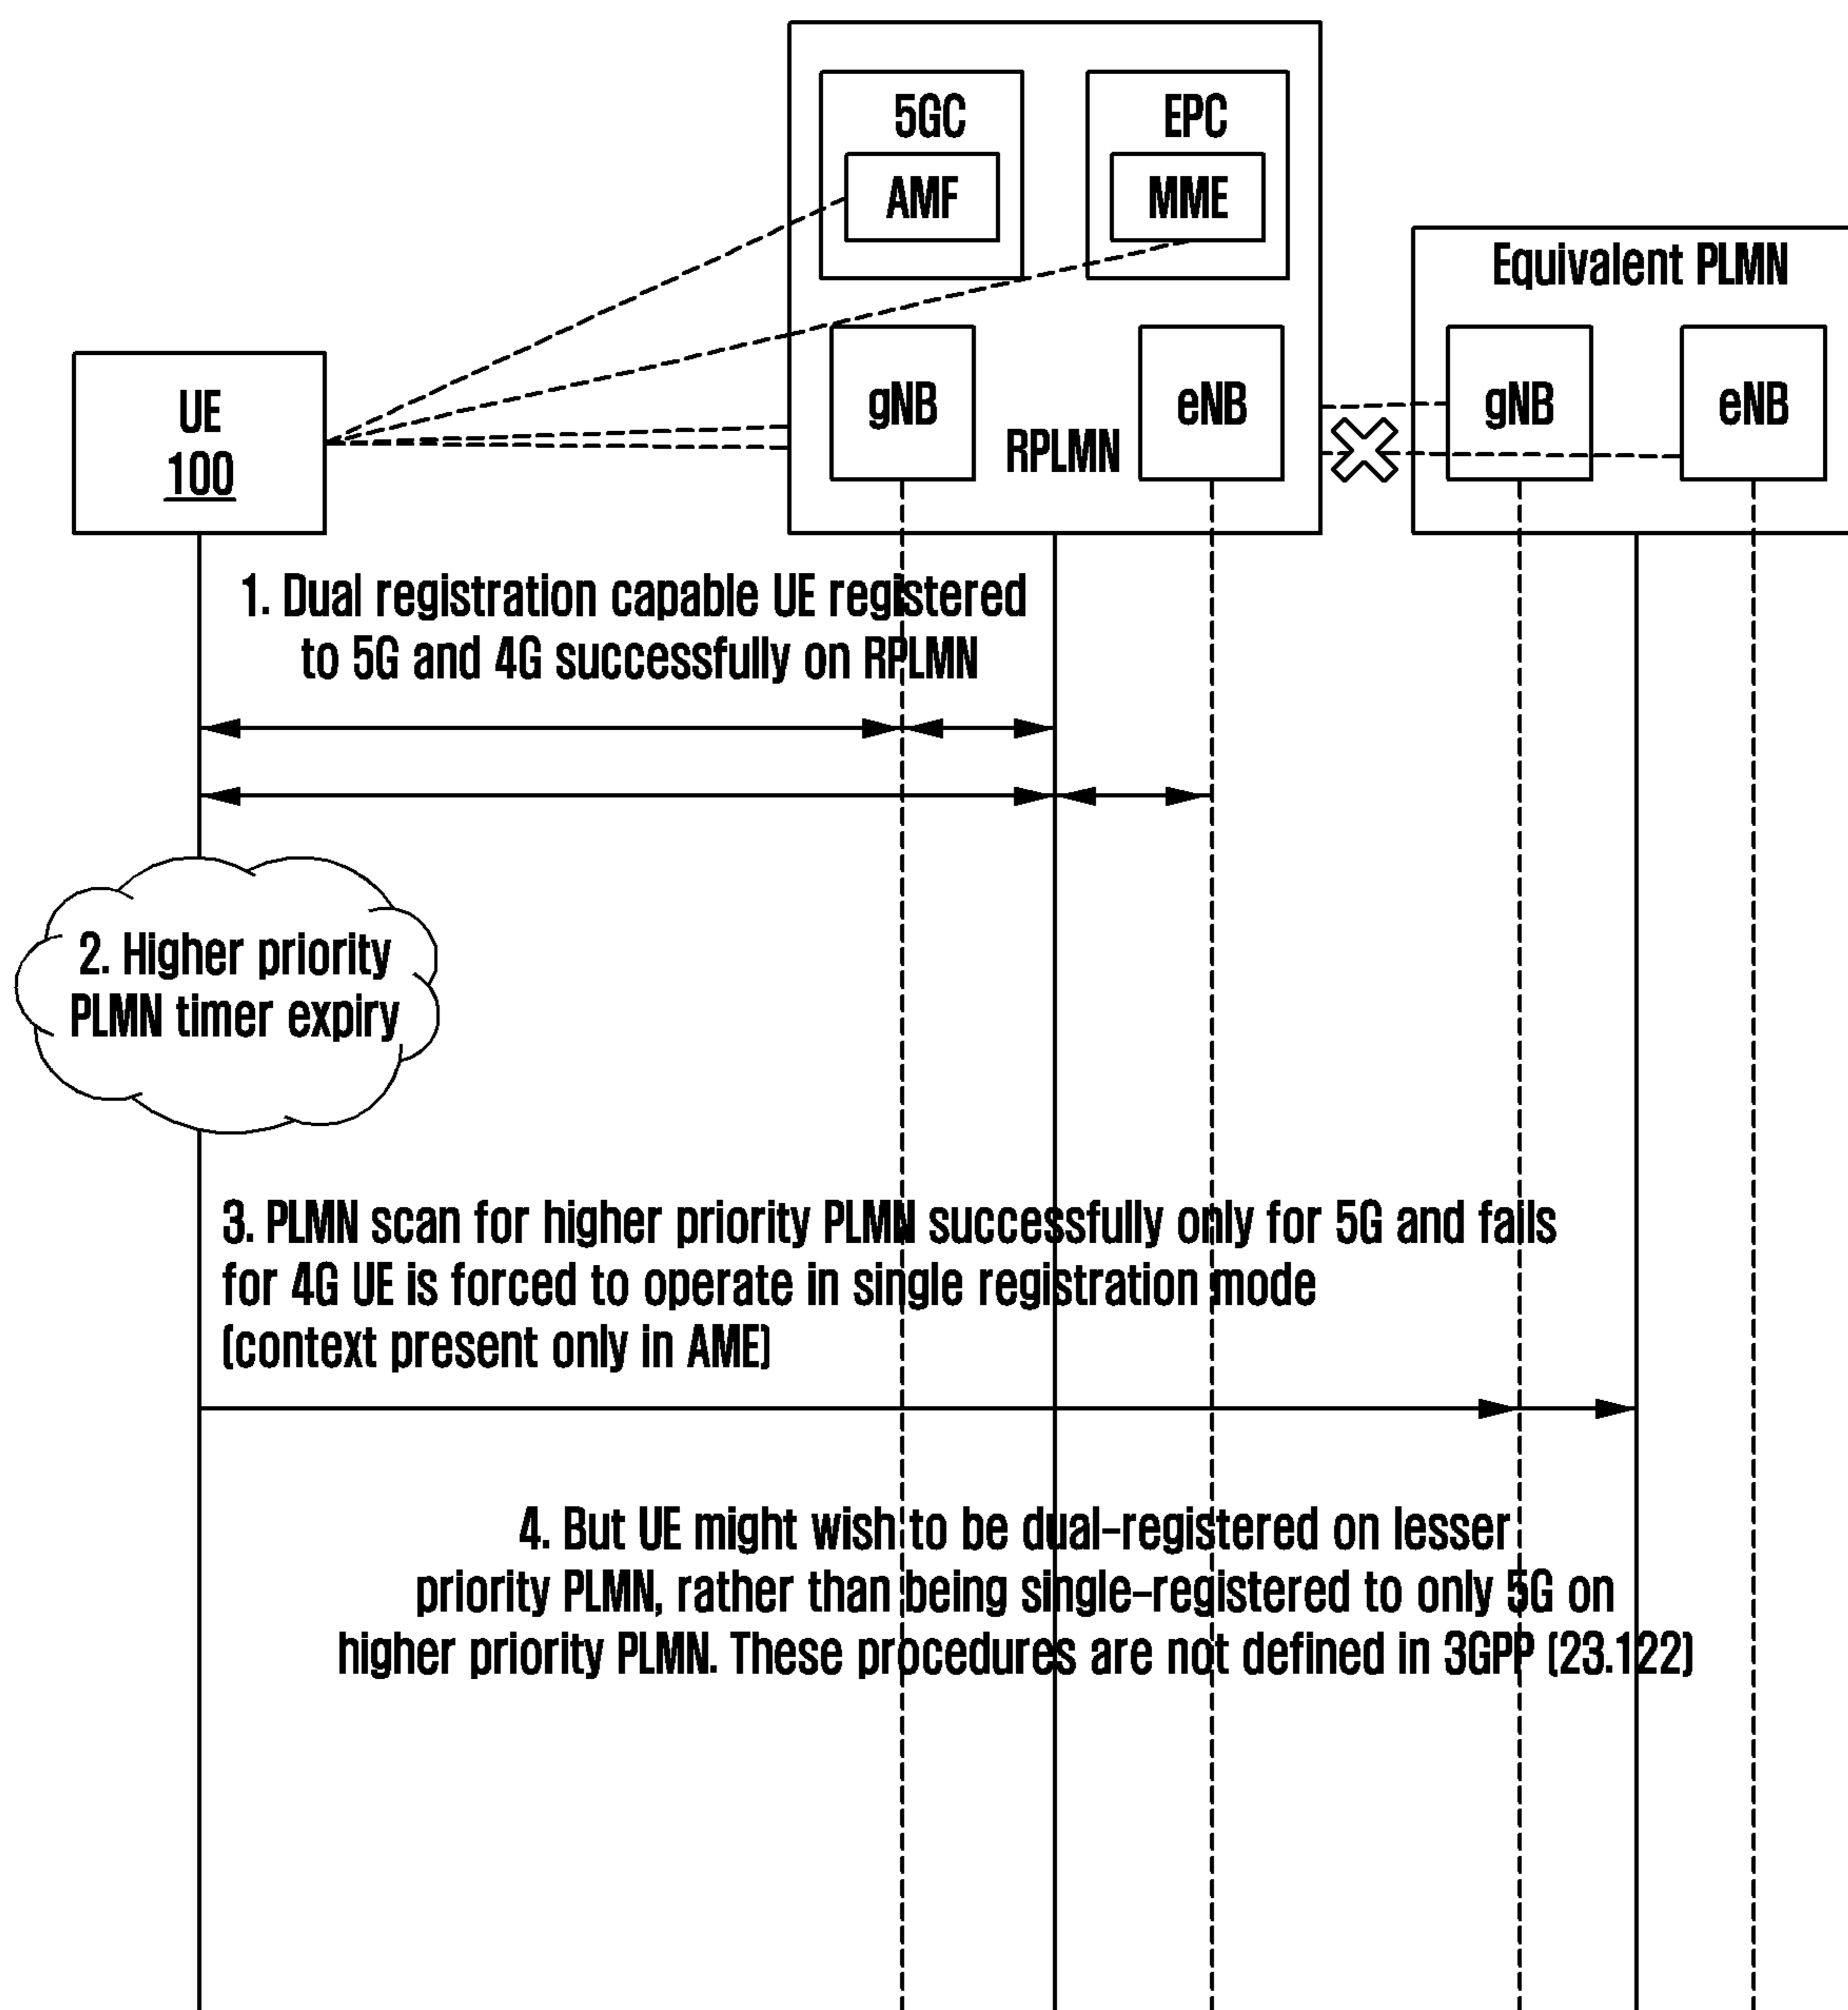 5GC
EPC
AMF
MME
Equivalent PLMN
UE
100
gNB
RPLMN
eNB
gNB
eNB
1. Dual registration capable UE registered
to 5G and 4G successfully on RPLMN
2. Higher priority
PLMN timer expiry
3. PLMN scan for higher priority PLMN successfully only for 5G and fails
for 4G UE is forced to operate in single registration mode
(context present only in AME)
4. But UE might wish to be dual-registered on lesser
priority PLMN, rather than being single-registered to only 5G on
higher priority PLMN. These procedures are not defined in 3GPP (23.122)